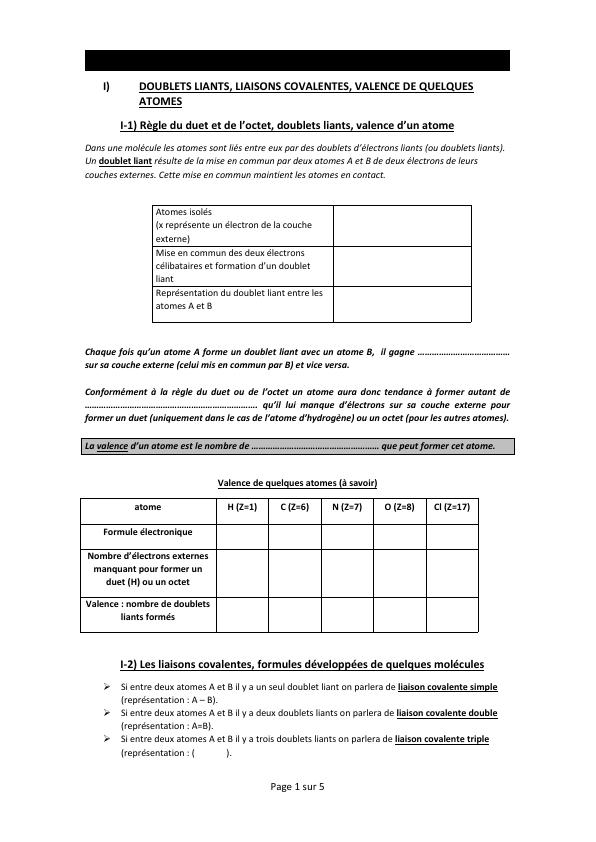 I) DOUBLETS LIANTS, LIAISONS COVALENTES, VALENCE DE QUELQUES
ATOMES
I-1) Règle du duet et de l'octet, doublets liants, valence d'un atome
Dans une molécule les atomes sont liés entre eux par des doublets d'électrons liants (ou doublets liants).
Un doublet liant résulte de la mise en commun par deux atomes A et B de deux électrons de leurs
couches externes. Cette mise en commun maintient les atomes en contact.
Atomes isolés
(x représente un électron de la couche
externe)
Mise en commun des deux électrons
célibataires et formation d'un doublet
liant
Représentation du doublet liant entre les
atomes A et B
Chaque fois qu'un atome A forme un doublet liant avec un atome B, il gagne ....................................
sur sa couche externe (celui mis en commun par B) et vice versa.
Conformément à la règle du duet ou de l'octet un atome aura donc tendance à former autant de
.................................................................. qu'il lui manque d'électrons sur sa couche externe pour
former un duet (uniquement dans le cas de l'atome d'hydrogène) ou un octet (pour les autres atomes).
La valence d'un atome est le nombre de ................................................ que peut former cet atome.
Valence de quelques atomes (à savoir)
atome H (Z=1) C (Z=6) N (Z=7) O (Z=8) Cl (Z=17)
Formule électronique
Nombre d'électrons externes
manquant pour former un
duet (H) ou un octet
Valence : nombre de doublets
liants formés
I-2) Les liaisons covalentes, formules développées de quelques molécules
➢ Si entre deux atomes A et B il y a un seul doublet liant on parlera de liaison covalente simple
(représentation : A – B).
➢ Si entre deux atomes A et B il y a deux doublets liants on parlera de liaison covalente double
(représentation : A=B).
➢ Si entre deux atomes A et B il y a trois doublets liants on parlera de liaison covalente triple
(représentation : ( ).
Page 1 sur 5